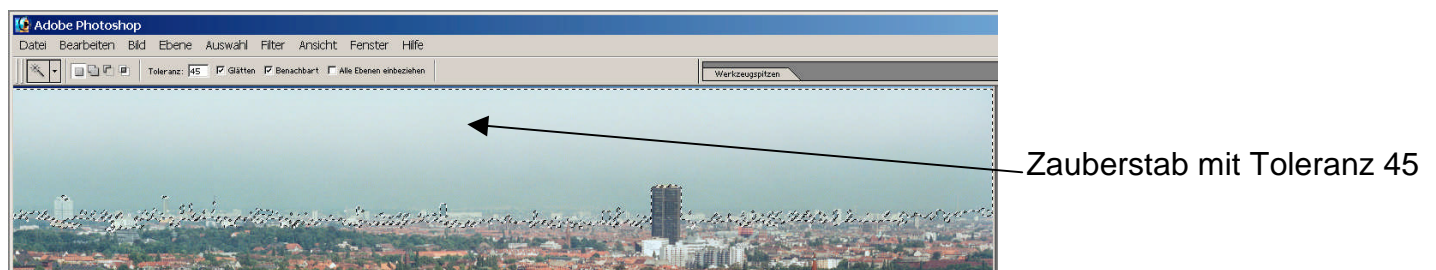 Adobe Photoshop
Datei Bearbeiten Bild Ebene Auswahl Filter Ansicht Fenster Hilfe
Toleranz: 45 Glätten Benachbart Alle Ebenen einbeziehen
Werkzeugspitzen
Zauberstab mit Toleranz 45